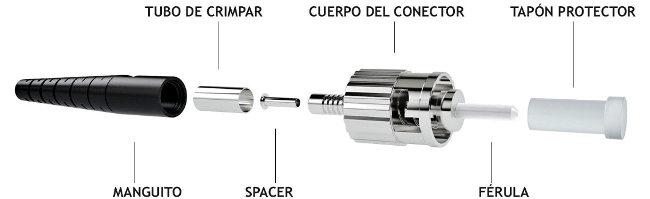 TUBO DE CRIMPAR
CUERPO DEL CONECTOR
TAPÓN PROTECTOR
MANGUITO
SPACER
FÉRULA